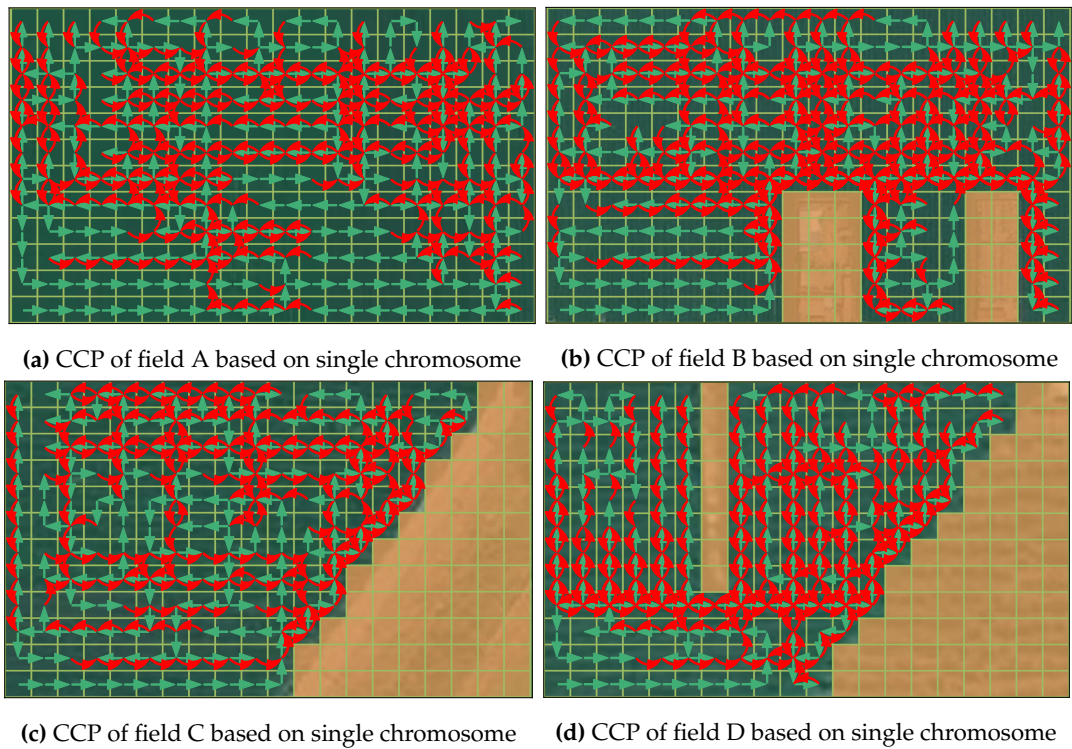 (a) CCP of field A based on single chromosome
(b) CCP of field B based on single chromosome
(c) CCP of field C based on single chromosome
(d) CCP of field D based on single chromosome